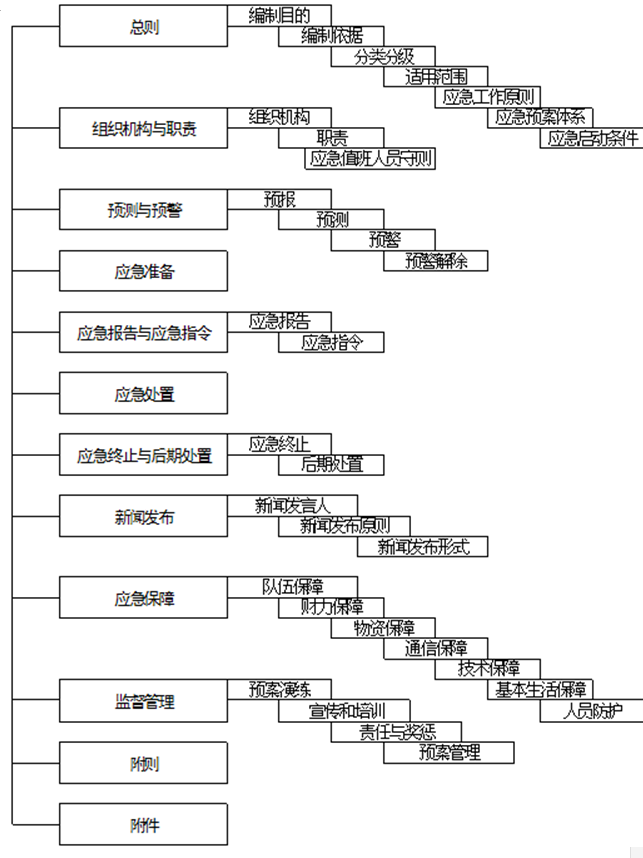 总则
编制目的
编制依据
分类分级
适用范围
应急工作原则
应急预案体系
应急启动条件
组织机构与职责
组织机构
职责
应急值班人员守则
预测与预警
预报
预测
预警
预警解除
应急准备
应急报告与应急指令
应急报告
应急指令
应急处置
应急终止与后期处置
应急终止
后期处置
新闻发布
新闻发言人
新闻发布原则
新闻发布形式
应急保障
队伍保障
财力保障
物资保障
通信保障
技术保障
基本生活保障
人员防护
监督管理
预案演练
宣传和培训
责任与奖惩
预案管理
附则
附件